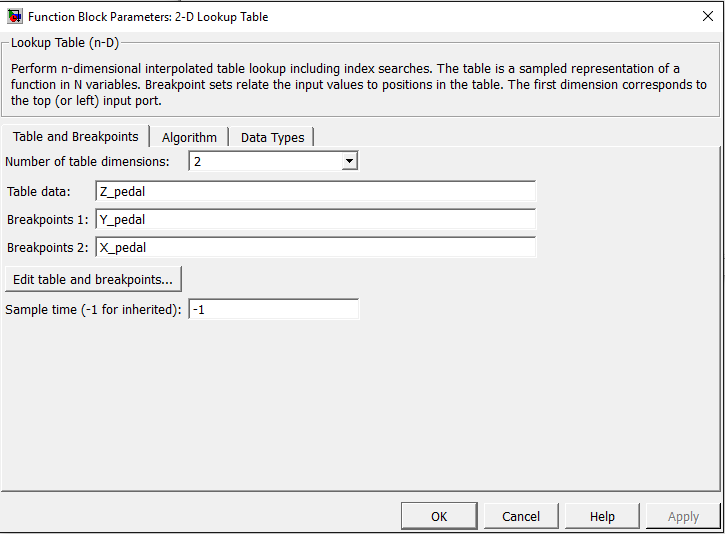 Function Block Parameters: 2-D Lookup Table
Lookup Table (n-D)
Perform n-dimensional interpolated table lookup including index searches. The table is a sampled representation of a
function in N variables. Breakpoint sets relate the input values to positions in the table. The first dimension corresponds to
the top (or left) input port.
Table and Breakpoints Algorithm Data Types
Number of table dimensions: 2
Table data: Z_pedal
Breakpoints 1: Y_pedal
Breakpoints 2: X_pedal
Edit table and breakpoints...
Sample time (-1 for inherited): -1
OK Cancel Help Apply